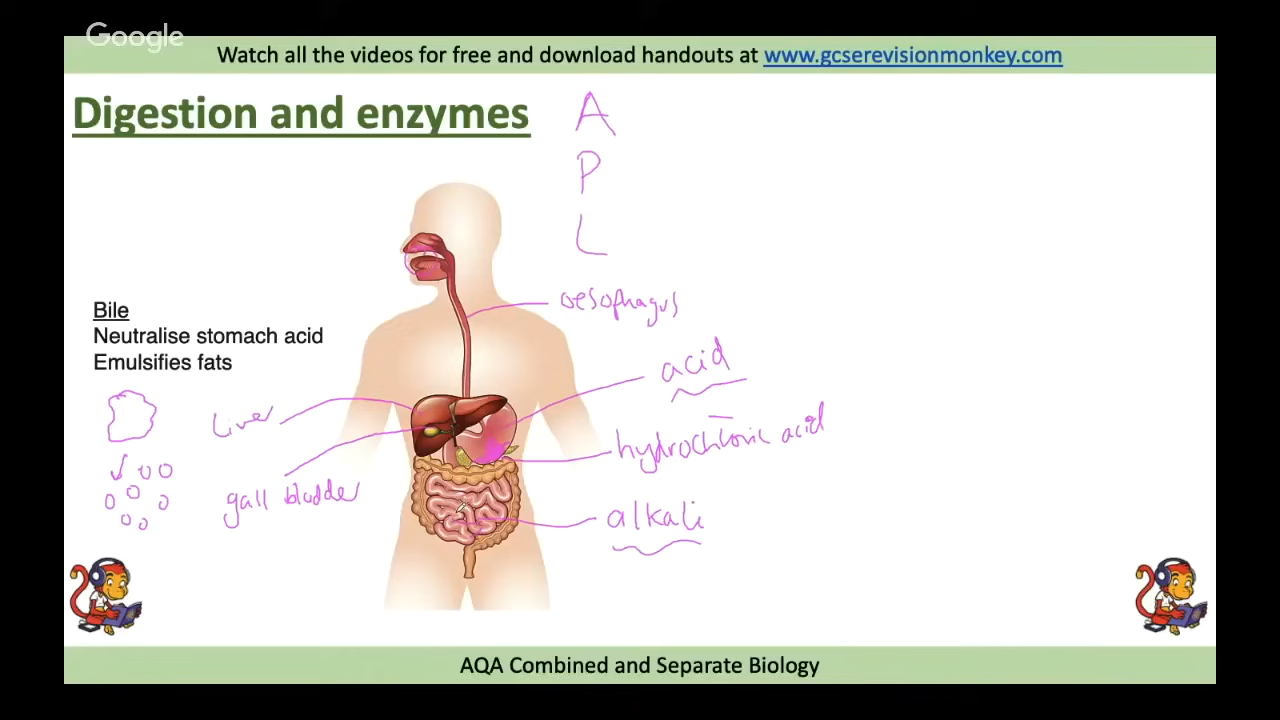 Google
Watch all the videos for free and download handouts at www.gcserevisionmonkey.com
Digestion and enzymes
A
P
L
oesophagus
Bile
Neutralise stomach acid
Emulsifies fats
acid
liver
hydrochloric acid
gall bladder
alkali
AQA Combined and Separate Biology